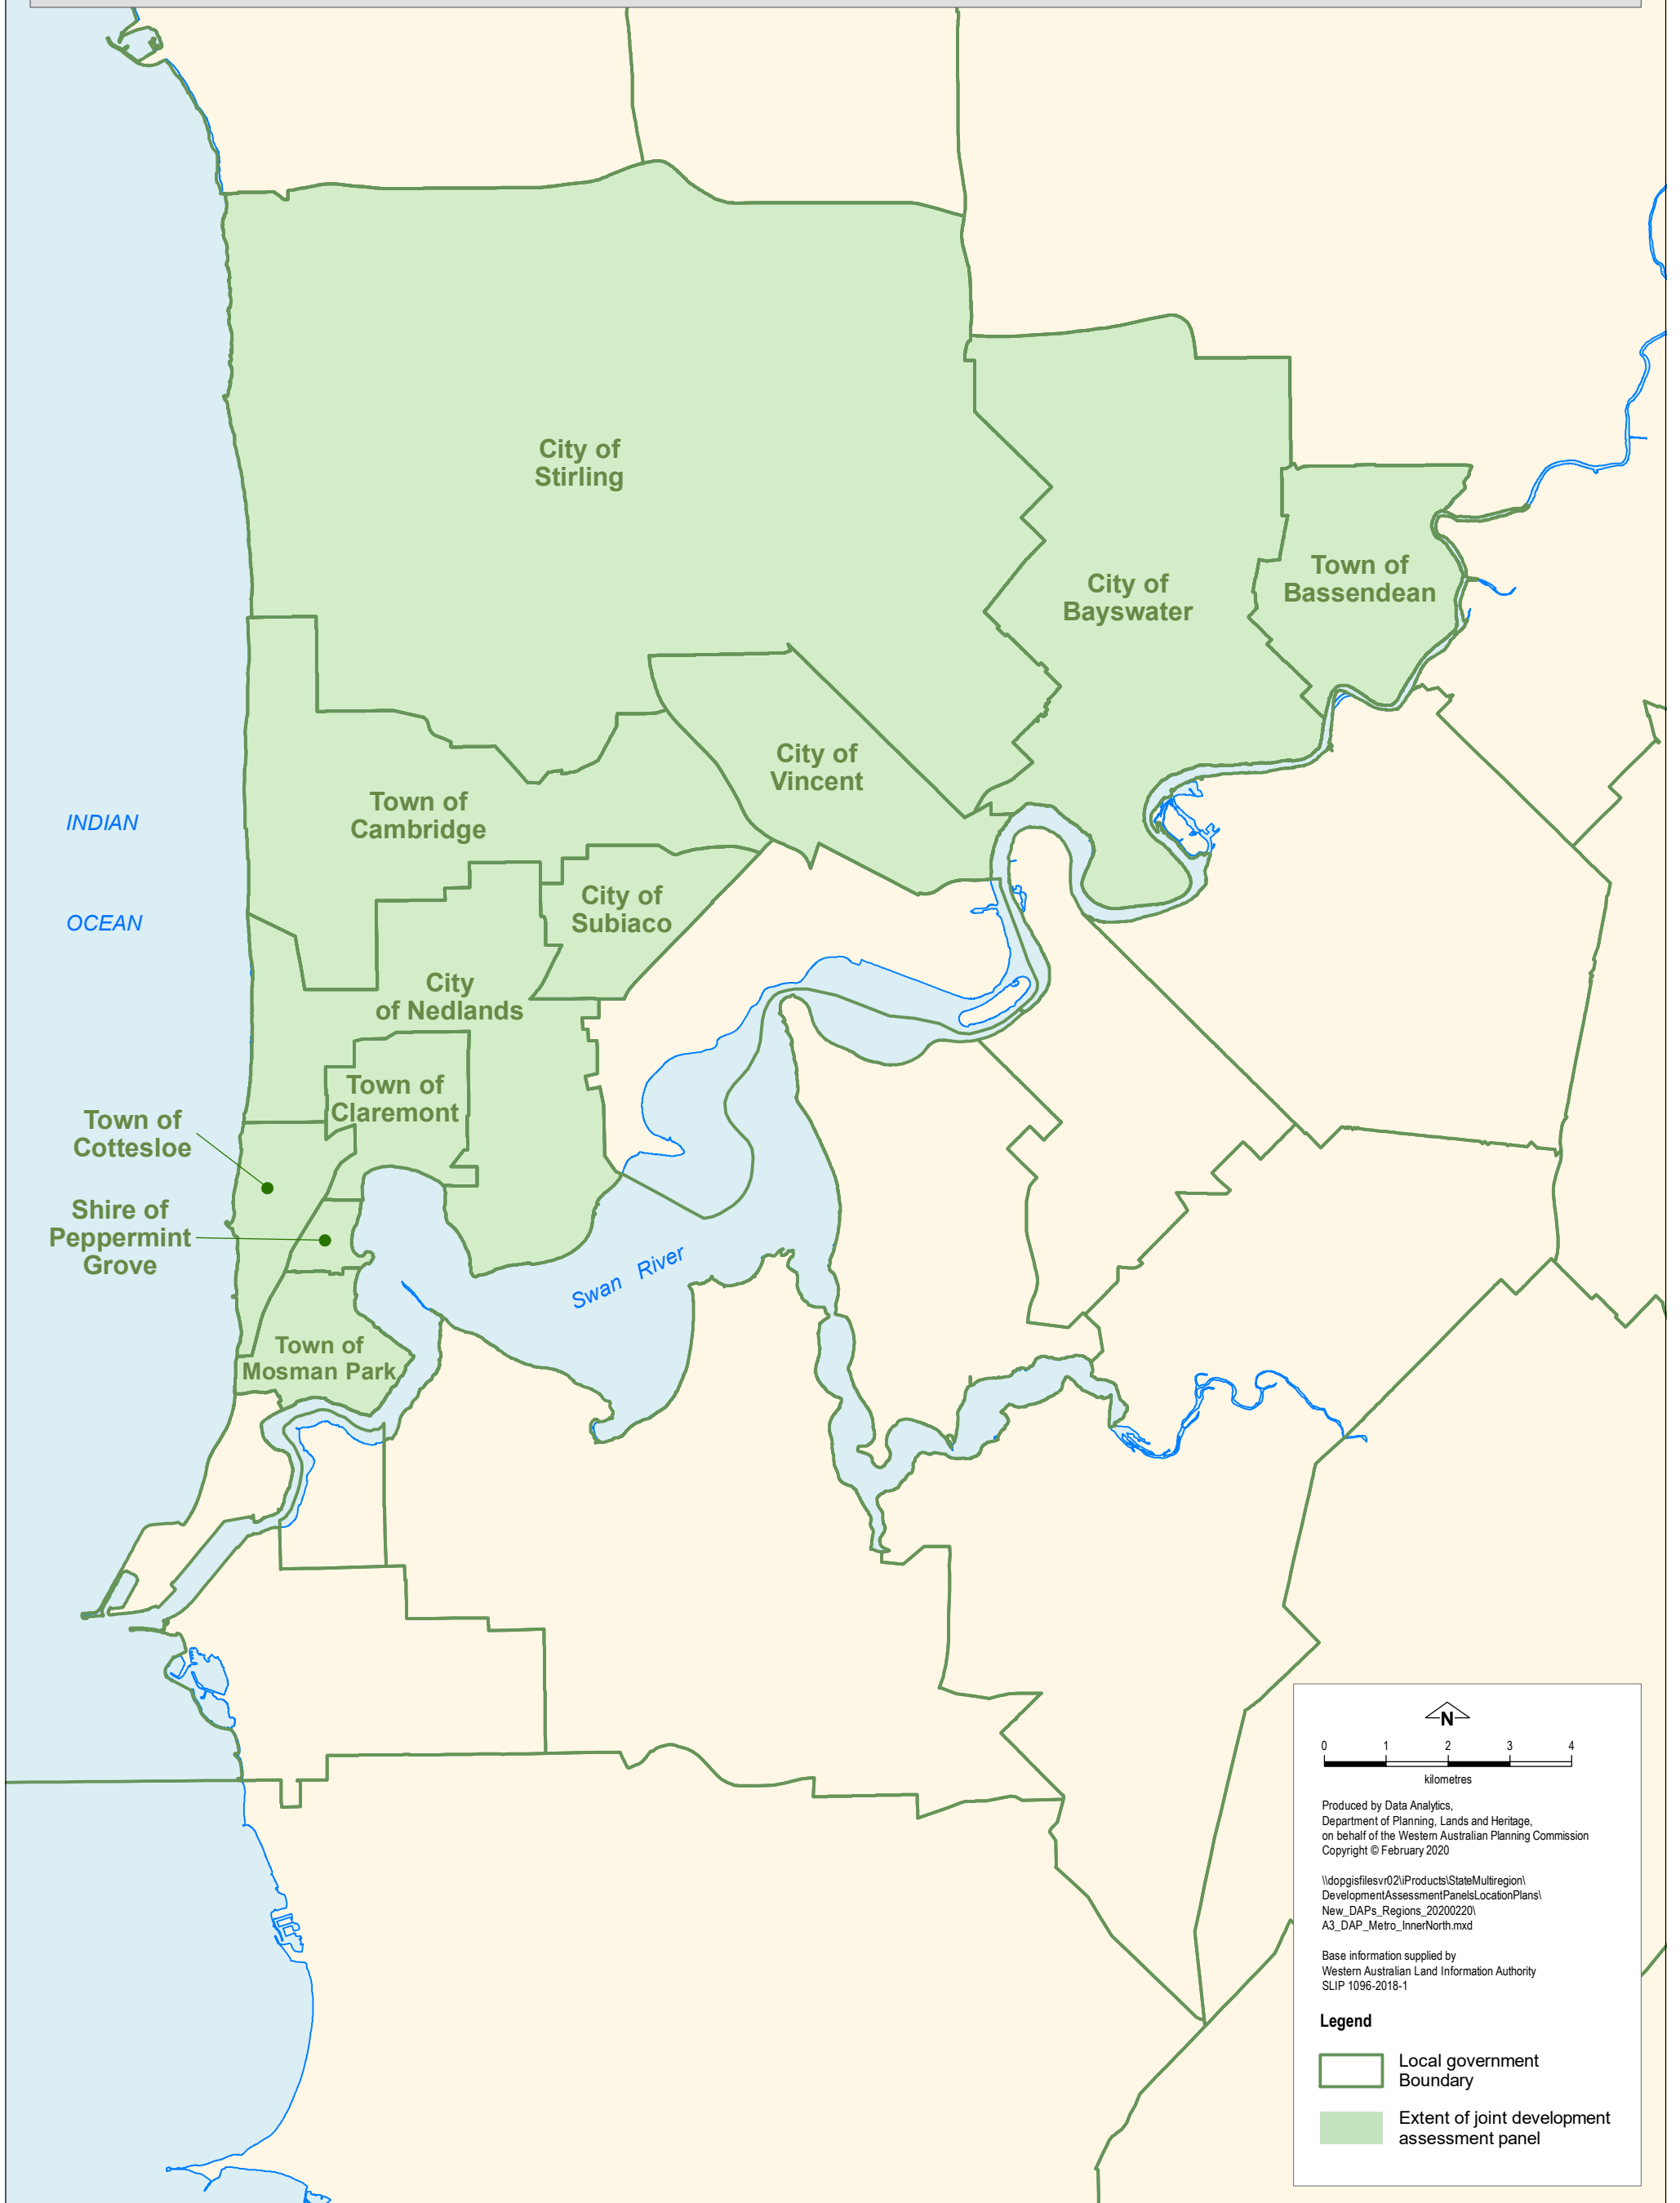 City of
Stirling
City of
Bayswater
Town of
Bassendean
City of
Vincent
Town of
Cambridge
INDIAN
OCEAN
City of
Subiaco
City
of Nedlands
Town of
Claremont
Town of
Cottesloe
Shire of
Peppermint
Grove
Swan River
Town of
Mosman Park
N
0 1 2 3 4
kilometres
Produced by Data Analytics,
Department of Planning, Lands and Heritage,
on behalf of the Western Australian Planning Commission
Copyright © February 2020
\\dopgisfilesvr02\iProducts\StateMultiregion\
DevelopmentAssessmentPanelsLocationPlans\
New_DAPs_Regions_20200220\
A3_DAP_Metro_InnerNorth.mxd
Base information supplied by
Western Australian Land Information Authority
SLIP 1096-2018-1
Legend
Local government
Boundary
Extent of joint development
assessment panel